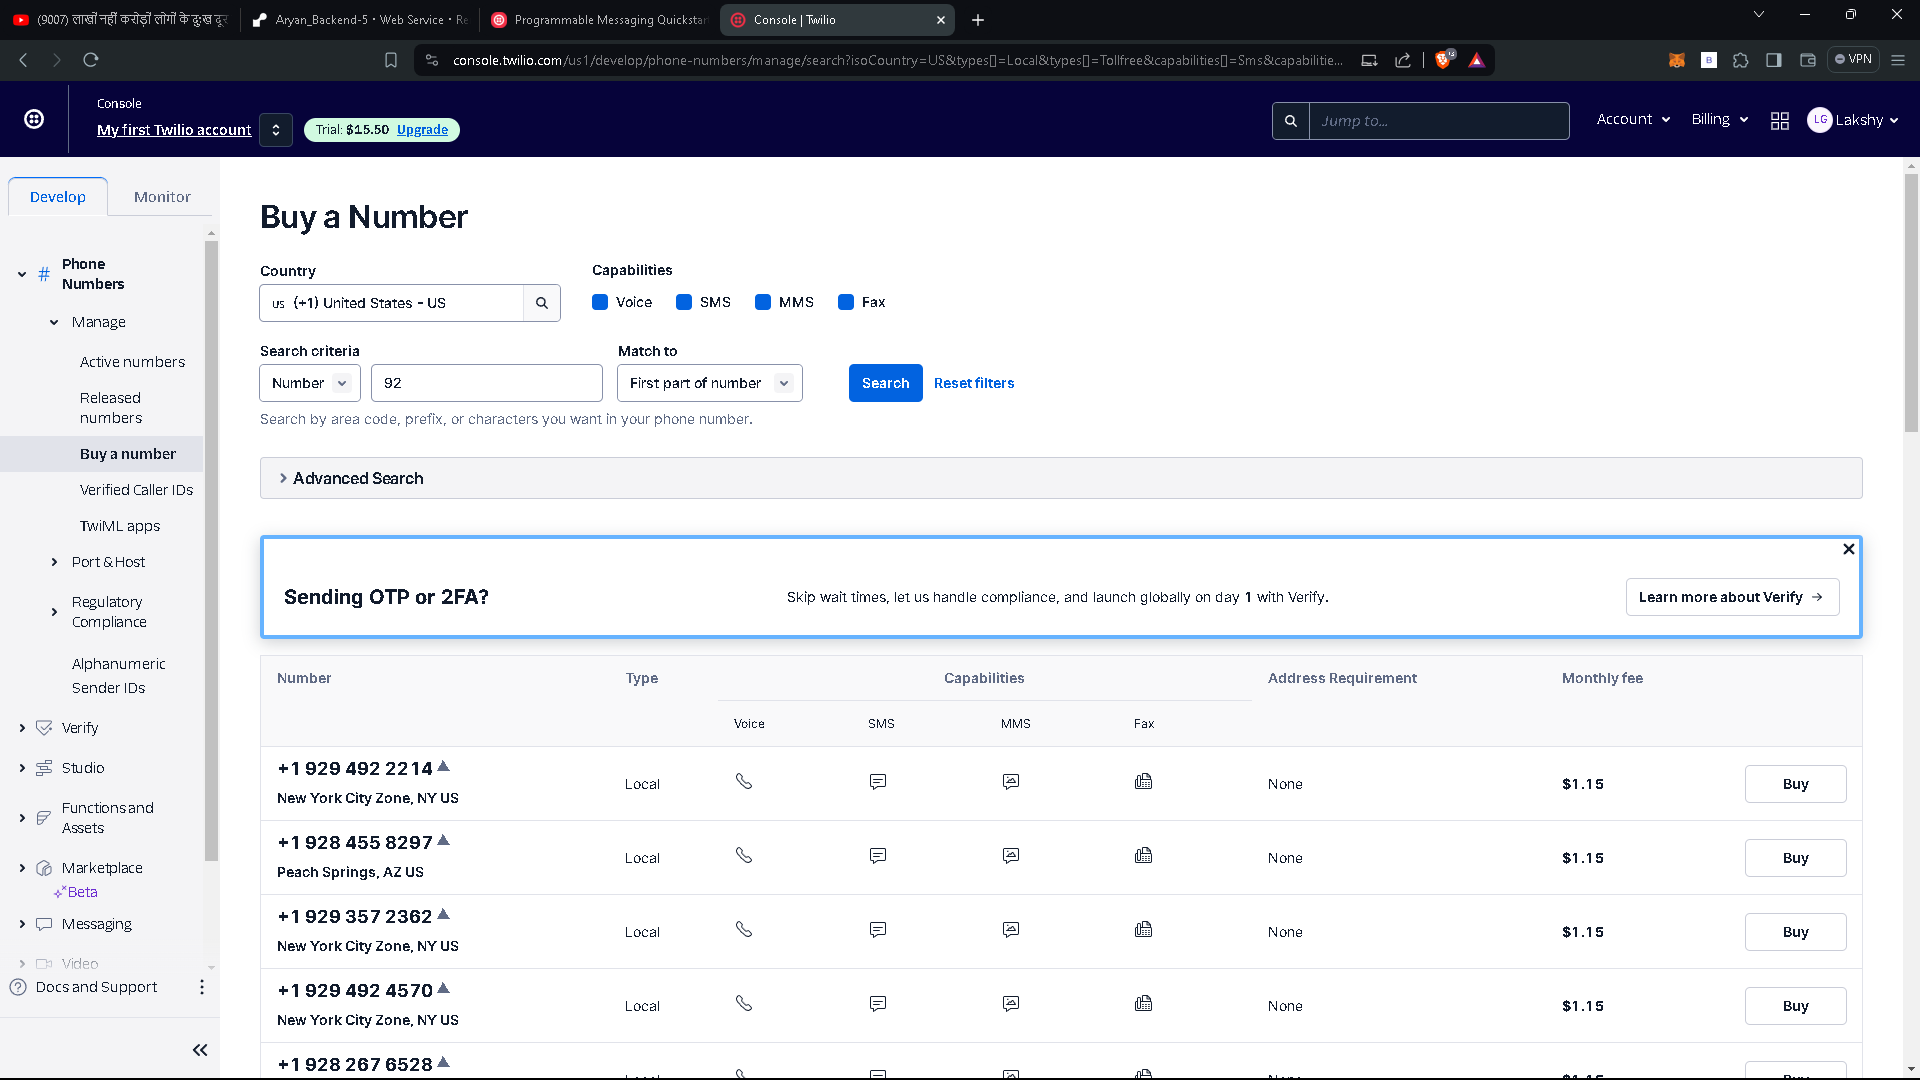 (9007) लाखों नहीं करोड़ों लोगों के दुःख दूर
Aryan_Backend-5 • Web Service • Re
Programmable Messaging Quickstar
Console | Twilio
console.twilio.com/us1/develop/phone-numbers/manage/search?isoCountry=US&types[]=Local&types[]=Tollfree&capabilities[]=Sms&capabilitie...
VPN
Console
My first Twilio account
Trial: $15.50 Upgrade
Jump to...
Account
Billing
LG
Lakshy
Develop
Monitor
Phone
Numbers
Manage
Active numbers
Released
numbers
Buy a number
Verified Caller IDs
TwiML apps
Port & Host
Regulatory
Compliance
Alphanumeric
Sender IDs
Verify
Studio
Functions and
Assets
Marketplace
Beta
Messaging
Video
Docs and Support
Buy a Number
Country
Capabilities
US (+1) United States - US
Voice
SMS
MMS
Fax
Search criteria
Match to
Number
92
First part of number
Search
Reset filters
Search by area code, prefix, or characters you want in your phone number.
Advanced Search
Sending OTP or 2FA?
Skip wait times, let us handle compliance, and launch globally on day 1 with Verify.
Learn more about Verify →
Number
Type
Capabilities
Address Requirement
Monthly fee
Voice
SMS
MMS
Fax
+1 929 492 2214
New York City Zone, NY US
Local
None
$1.15
Buy
+1 928 455 8297
Peach Springs, AZ US
Local
None
$1.15
Buy
+1 929 357 2362
New York City Zone, NY US
Local
None
$1.15
Buy
+1 929 492 4570
New York City Zone, NY US
Local
None
$1.15
Buy
+1 928 267 6528